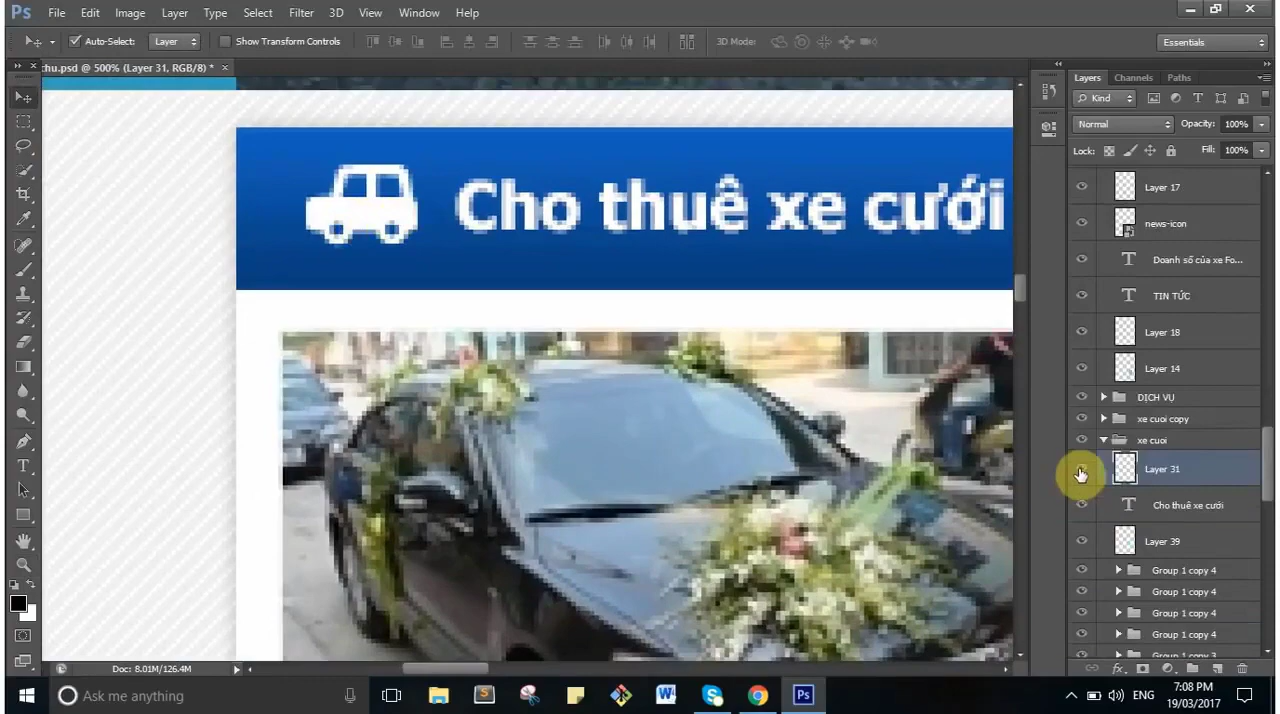 Ps File Edit Image Layer Type Select Filter 3D View Window Help
Auto-Select: Layer Show Transform Controls 3D Mode: Essentials
chu.psd @ 500% (Layer 31, RGB/8) * ×
Layers Channels Paths
Kind
Normal Opacity: 100%
Lock: Fill: 100%
Layer 17
news-icon
T Doanh số của xe Fo...
T TIN TỨC
Layer 18
Layer 14
DỊCH VỤ
xe cuoi copy
xe cuoi
Layer 31
T Cho thuê xe cưới
Layer 39
Group 1 copy 4
Group 1 copy 4
Group 1 copy 4
Group 1 copy 4
Group 1 copy 3
Cho thuê xe cưới
Doc: 8.01M/126.4M
Ask me anything
ENG
7:08 PM
19/03/2017